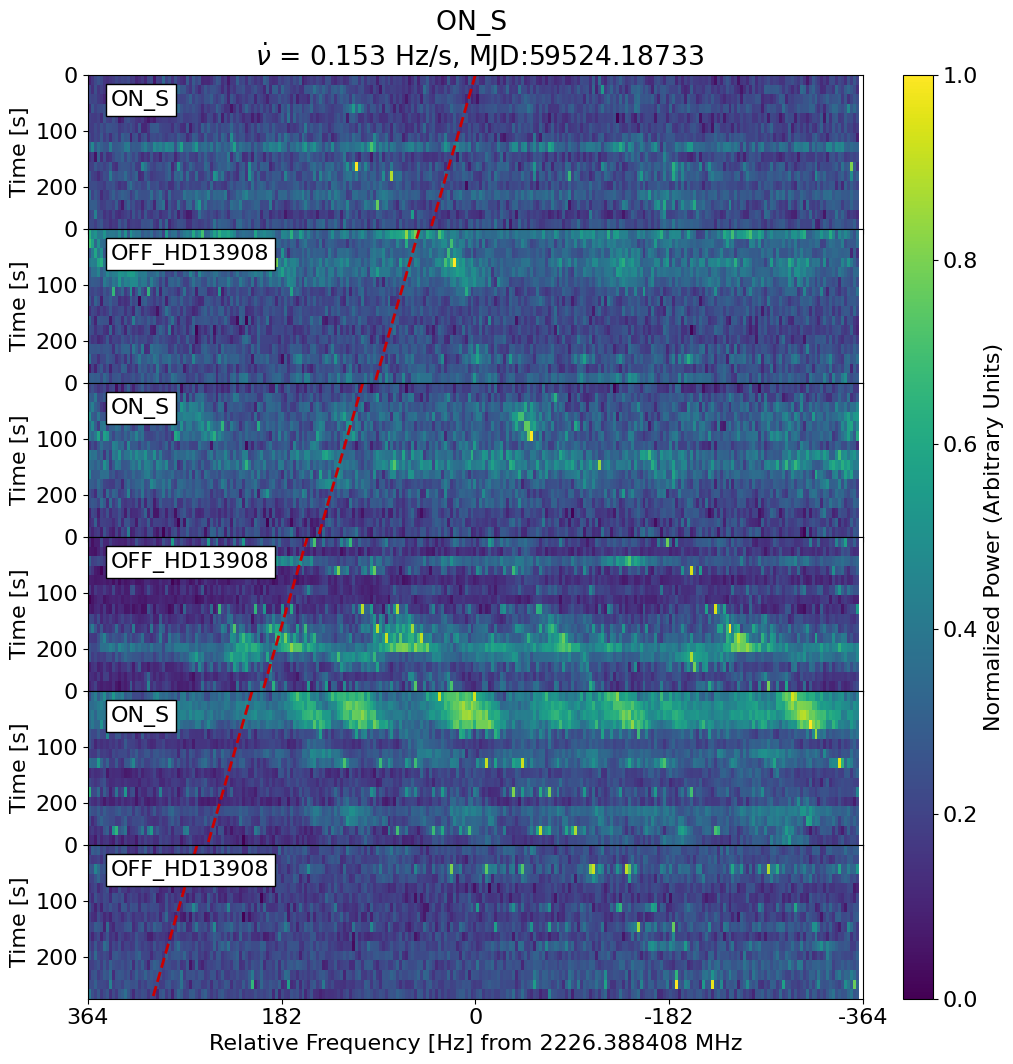 ON_S
ν̇ = 0.153 Hz/s, MJD:59524.18733
0
ON_S
100
Time [s]
200
0
OFF_HD13908
100
Time [s]
200
0
ON_S
100
Time [s]
200
0
OFF_HD13908
100
Time [s]
200
0
ON_S
100
Time [s]
200
0
OFF_HD13908
100
Time [s]
200
364 182 0 -182 -364
Relative Frequency [Hz] from 2226.388408 MHz
1.0
0.8
0.6
0.4
0.2
0.0
Normalized Power (Arbitrary Units)